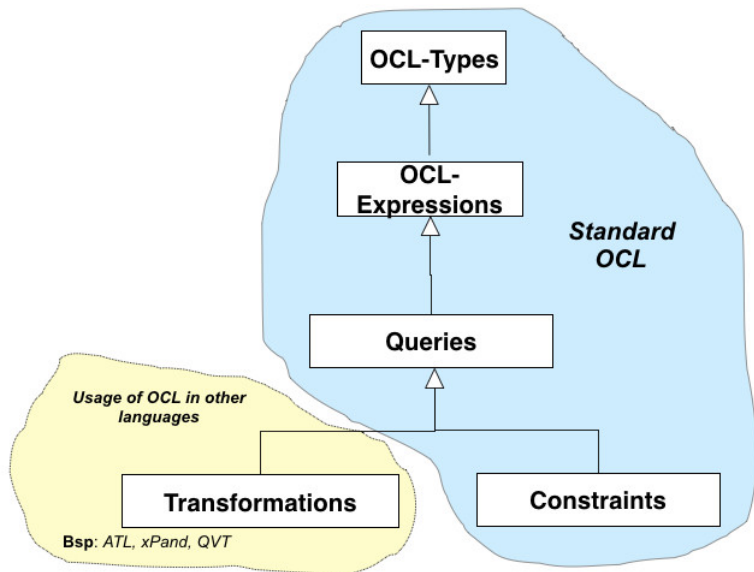 OCL-Types
OCL-
Expressions
Standard
OCL
Queries
Usage of OCL in other
languages
Transformations
Constraints
Bsp: ATL, xPand, QVT